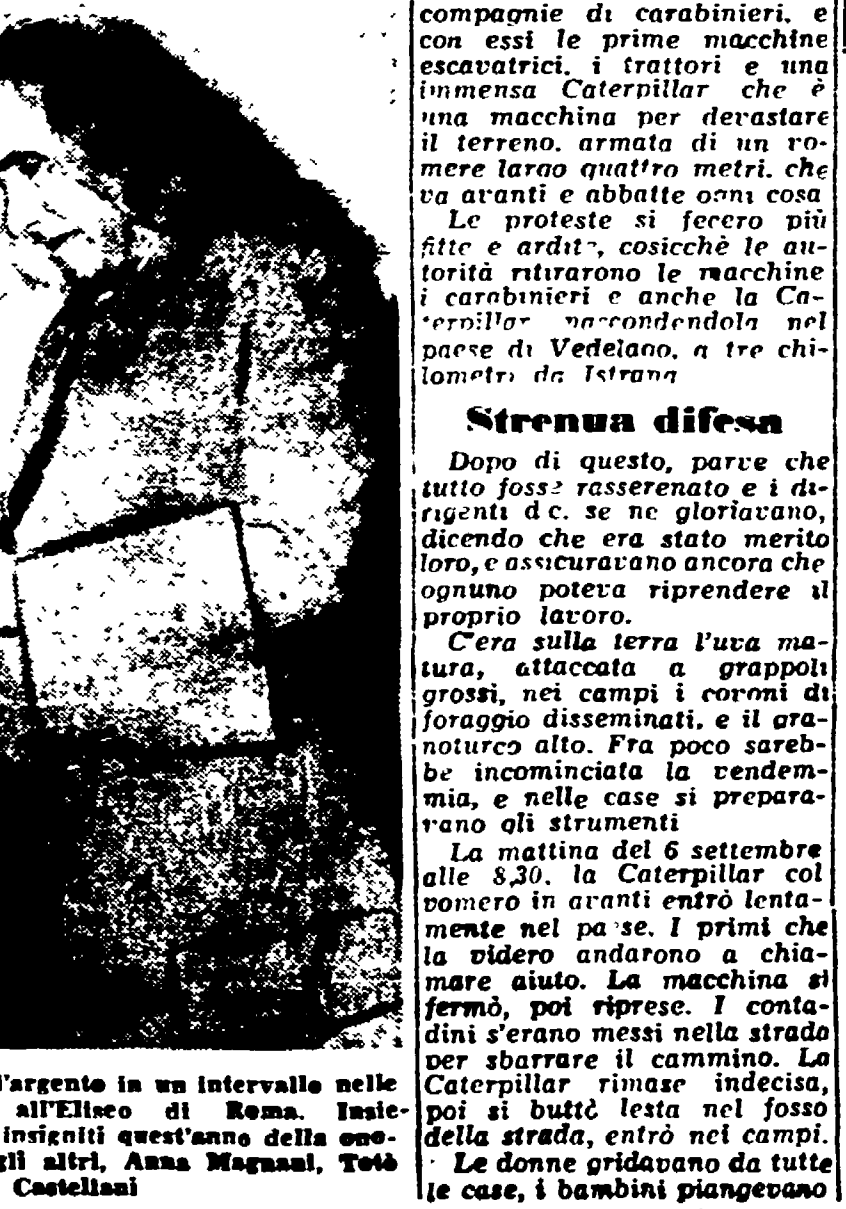 compagnie di carabinieri. e
con essi le prime macchine
escavatrici. i trattori e una
immensa Caterpillar che è
una macchina per devastare
il terreno. armata di un vo-
mere largo quattro metri. che
va avanti e abbatte ogni cosa
Le proteste si fecero più
fitte e ardite, cosicchè le au-
torità ritirarono le macchine
i carabinieri e anche la Ca-
terpillar nascondendola nel
paese di Vedelago, a tre chi-
lometri da Istrana
Strenua difesa
Dopo di questo, parve che
tutto fosse rasserenato e i di-
rigenti d c. se ne gloriavano,
dicendo che era stato merito
loro, e assicuravano ancora che
ognuno poteva riprendere il
proprio lavoro.
C'era sulla terra l'uva ma-
tura, attaccata a grappoli
grossi, nei campi i covoni di
foraggio disseminati, e il gra-
noturco alto. Fra poco sareb-
be incominciata la vendem-
mia, e nelle case si prepara-
vano gli strumenti
La mattina del 6 settembre
alle 8,30. la Caterpillar col
vomero in avanti entrò lenta-
mente nel paese. I primi che
la videro andarono a chia-
mare aiuto. La macchina si
fermò, poi riprese. I conta-
dini s'erano messi nella strada
per sbarrare il cammino. La
Caterpillar rimase indecisa,
poi si buttò lesta nel fosso
della strada, entrò nei campi.
Le donne gridavano da tutte
le case, i bambini piangevano
l'argento in un intervallo nelle
all'Eliseo di Roma. Insie-
insigniti quest'anno della ono-
gli altri, Anna Magnani, Totò
Castellani